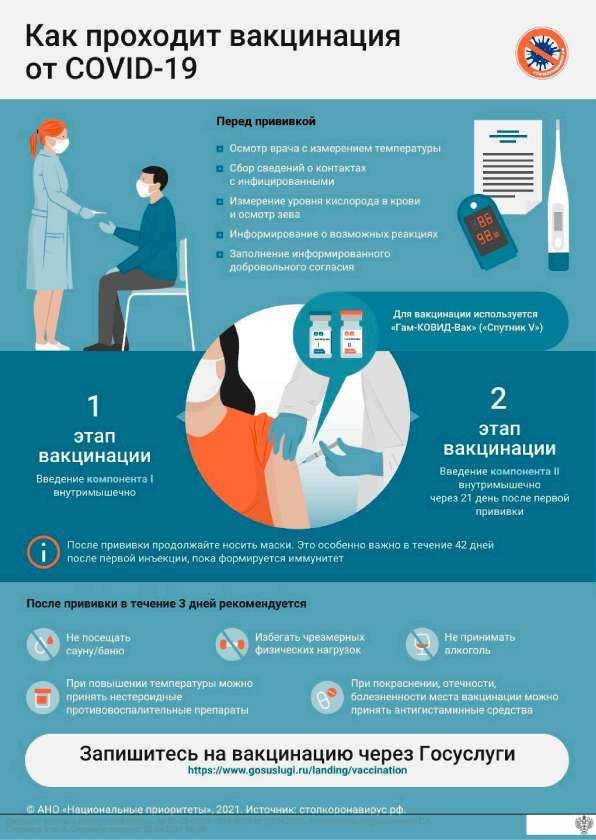 Как проходит вакцинация
от COVID-19
Перед прививкой
Осмотр врача с измерением температуры
Сбор сведений о контактах
с инфицированными
Измерение уровня кислорода в крови
и осмотр зева
Информирование о возможных реакциях
Заполнение информированного
добровольного согласия
86
98
Для вакцинации используется
«Гам-КОВИД-Вак» («Спутник V»)
I
II
1
этап
вакцинации
Введение компонента I
внутримышечно
2
этап
вакцинации
Введение компонента II
внутримышечно
через 21 день после первой
прививки
После прививки продолжайте носить маски. Это особенно важно в течение 42 дней
после первой инъекции, пока формируется иммунитет
После прививки в течение 3 дней рекомендуется
Не посещать
сауну/баню
Избегать чрезмерных
физических нагрузок
Не принимать
алкоголь
При повышении температуры можно
принять нестероидные
противовоспалительные препараты
При покраснении, отечности,
болезненности места вакцинации можно
принять антигистаминные средства
Запишитесь на вакцинацию через Госуслуги
https://www.gosuslugi.ru/landing/vaccination
© АНО «Национальные приоритеты», 2021. Источник: стопкоронавирус.рф.